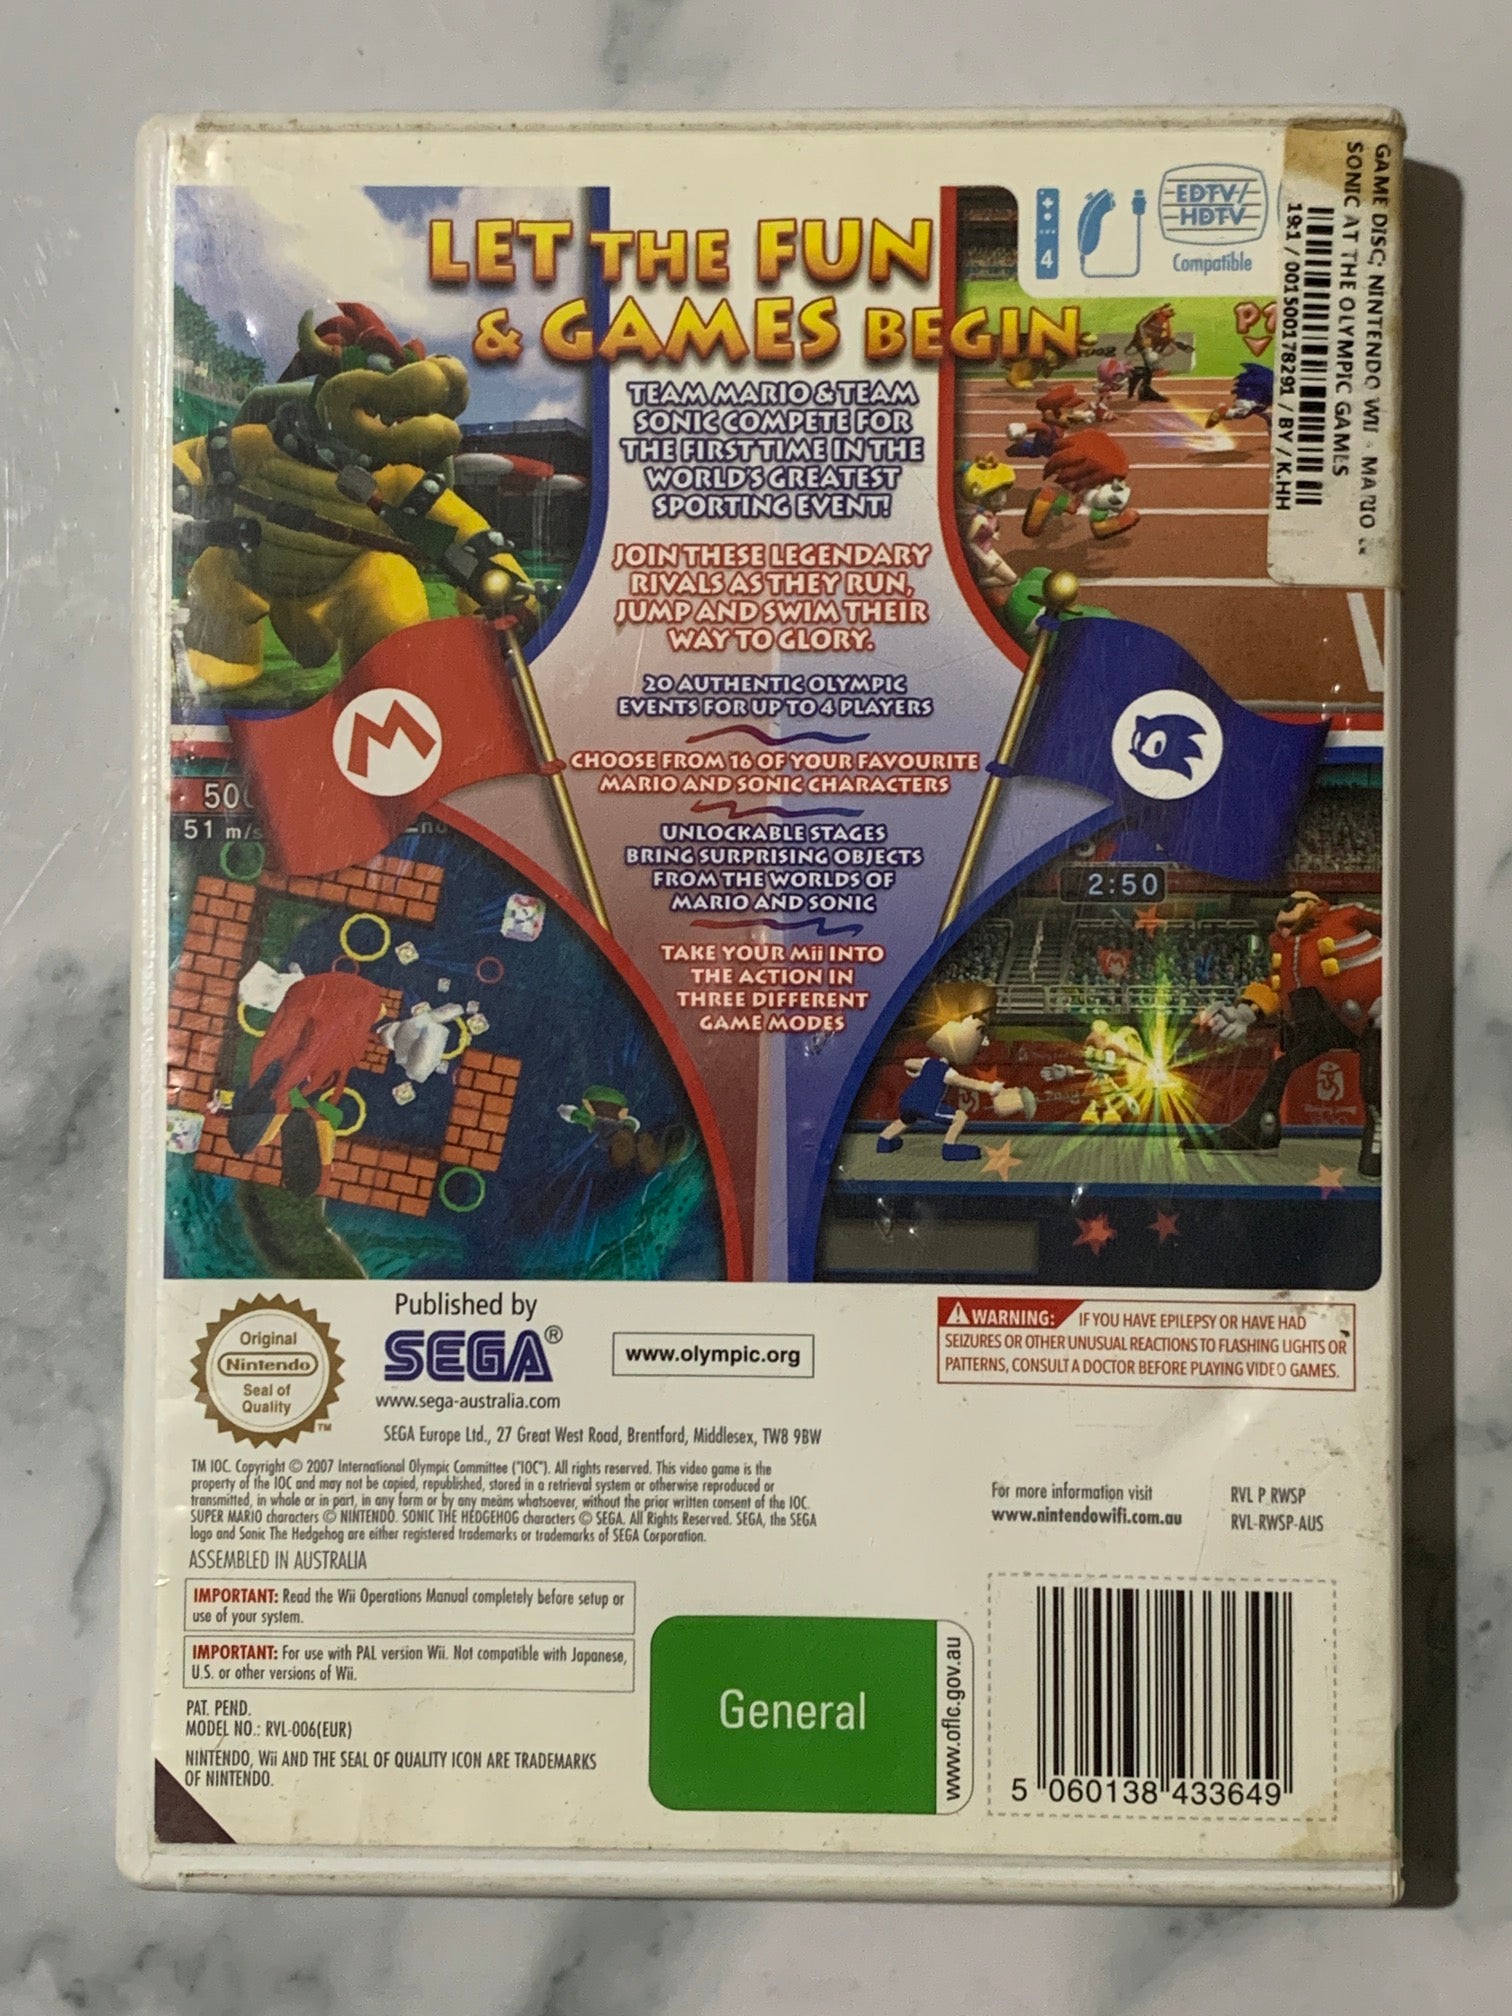 LET THE FUN
& GAMES BEGIN
TEAM MARIO & TEAM
SONIC COMPETE FOR
THE FIRST TIME IN THE
WORLD'S GREATEST
SPORTING EVENT!
JOIN THESE LEGENDARY
RIVALS AS THEY RUN,
JUMP AND SWIM THEIR
WAY TO GLORY.
20 AUTHENTIC OLYMPIC
EVENTS FOR UP TO 4 PLAYERS
CHOOSE FROM 16 OF YOUR FAVOURITE
MARIO AND SONIC CHARACTERS
UNLOCKABLE STAGES
BRING SURPRISING OBJECTS
FROM THE WORLDS OF
MARIO AND SONIC
TAKE YOUR Mii INTO
THE ACTION IN
THREE DIFFERENT
GAME MODES
4
EDTV/
HDTV
Compatible
GAME DISC; NINTENDO WII - MARIO &
SONIC AT THE OLYMPIC GAMES
19:1 / 00150017829
1 / BY / K.HH
P1
M
51 m/s
2:50
Original
Nintendo
Seal of
Quality
TM
Published by
SEGA®
www.sega-australia.com
www.olympic.org
SEGA Europe Ltd., 27 Great West Road, Brentford, Middlesex, TW8 9BW
WARNING: IF YOU HAVE EPILEPSY OR HAVE HAD
SEIZURES OR OTHER UNUSUAL REACTIONS TO FLASHING LIGHTS OR
PATTERNS, CONSULT A DOCTOR BEFORE PLAYING VIDEO GAMES.
TM IOC. Copyright © 2007 International Olympic Committee ("IOC"). All rights reserved. This video game is the
property of the IOC and may not be copied, republished, stored in a retrieval system or otherwise reproduced or
transmitted, in whole or in part, in any form or by any means whatsoever, without the prior written consent of the IOC.
SUPER MARIO characters © NINTENDO. SONIC THE HEDGEHOG characters © SEGA. All Rights Reserved. SEGA, the SEGA
logo and Sonic The Hedgehog are either registered trademarks or trademarks of SEGA Corporation.
ASSEMBLED IN AUSTRALIA
For more information visit
www.nintendowifi.com.au
RVL P RWSP
RVL-RWSP-AUS
IMPORTANT: Read the Wii Operations Manual completely before setup or
use of your system.
IMPORTANT: For use with PAL version Wii. Not compatible with Japanese,
U.S. or other versions of Wii.
PAT. PEND.
MODEL NO.: RVL-006(EUR)
NINTENDO, Wii AND THE SEAL OF QUALITY ICON ARE TRADEMARKS
OF NINTENDO.
General
www.oflc.gov.au
5 060138 433649